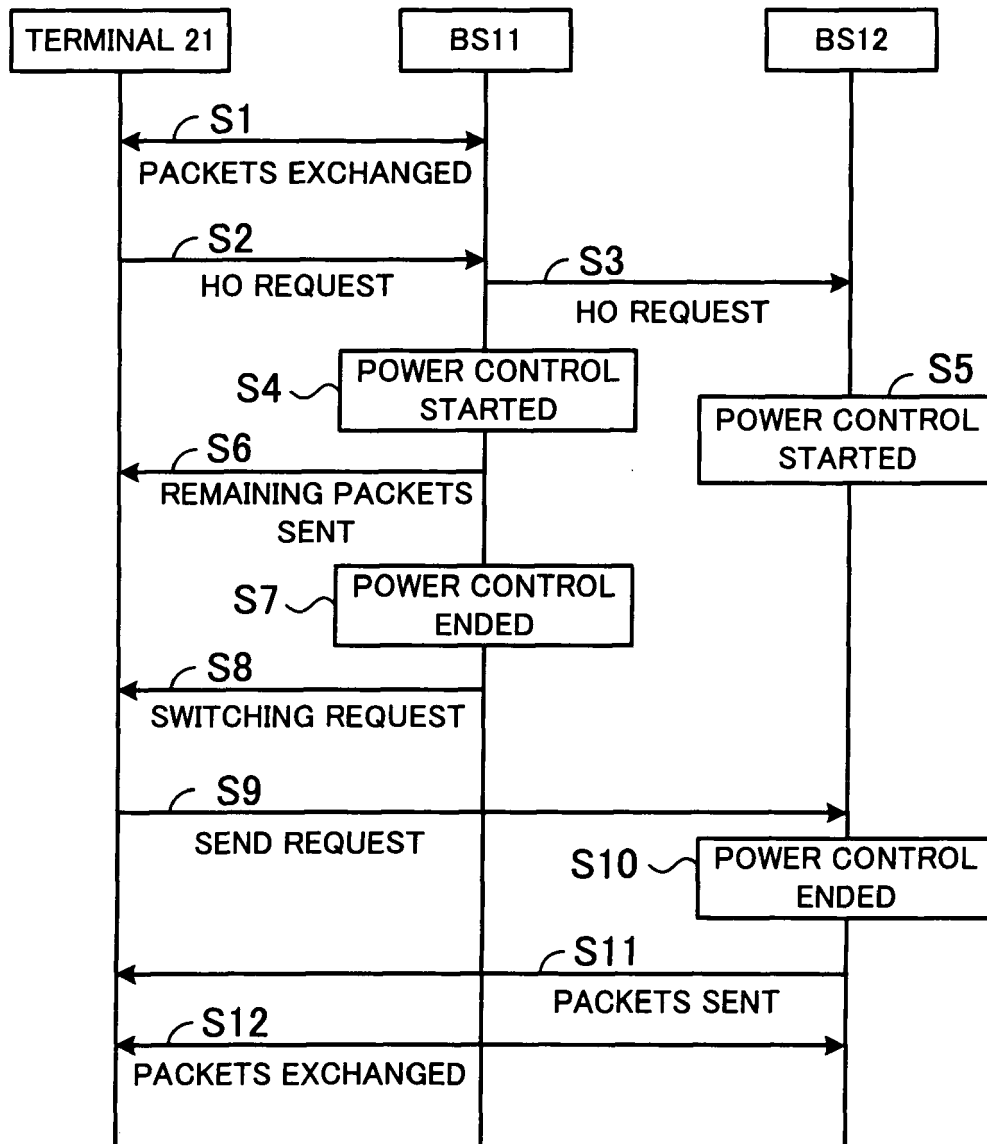 TERMINAL 21
BS11
BS12
S1
PACKETS EXCHANGED
S2
HO REQUEST
S3
HO REQUEST
S4
POWER CONTROL
STARTED
S5
POWER CONTROL
STARTED
S6
REMAINING PACKETS
SENT
S7
POWER CONTROL
ENDED
S8
SWITCHING REQUEST
S9
SEND REQUEST
S10
POWER CONTROL
ENDED
S11
PACKETS SENT
S12
PACKETS EXCHANGED